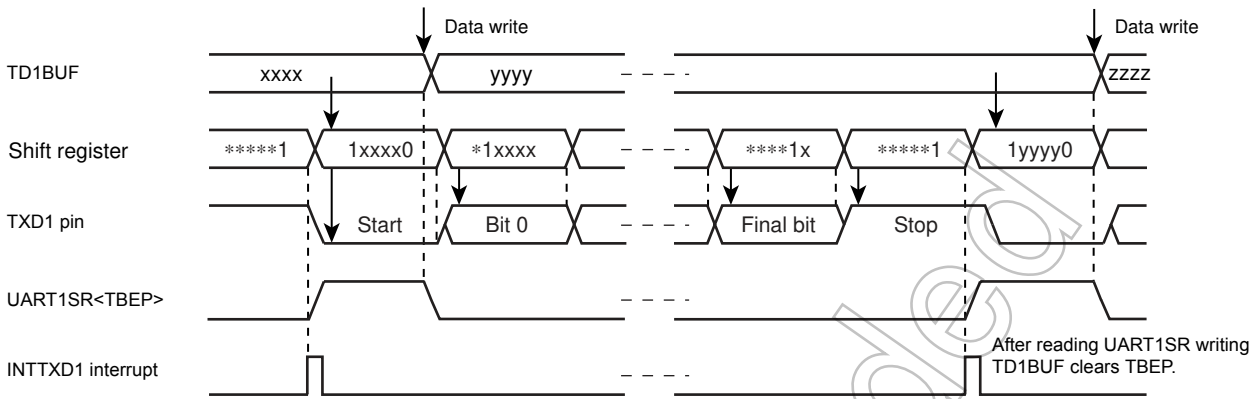 Data write
Data write
TD1BUF
xxxx
yyyy
zzzz
Shift register
*****1
1xxxx0
*1xxxx
****1x
*****1
1yyyy0
TXD1 pin
Start
Bit 0
Final bit
Stop
UART1SR<TBEP>
After reading UART1SR writing
TD1BUF clears TBEP.
INTTXD1 interrupt